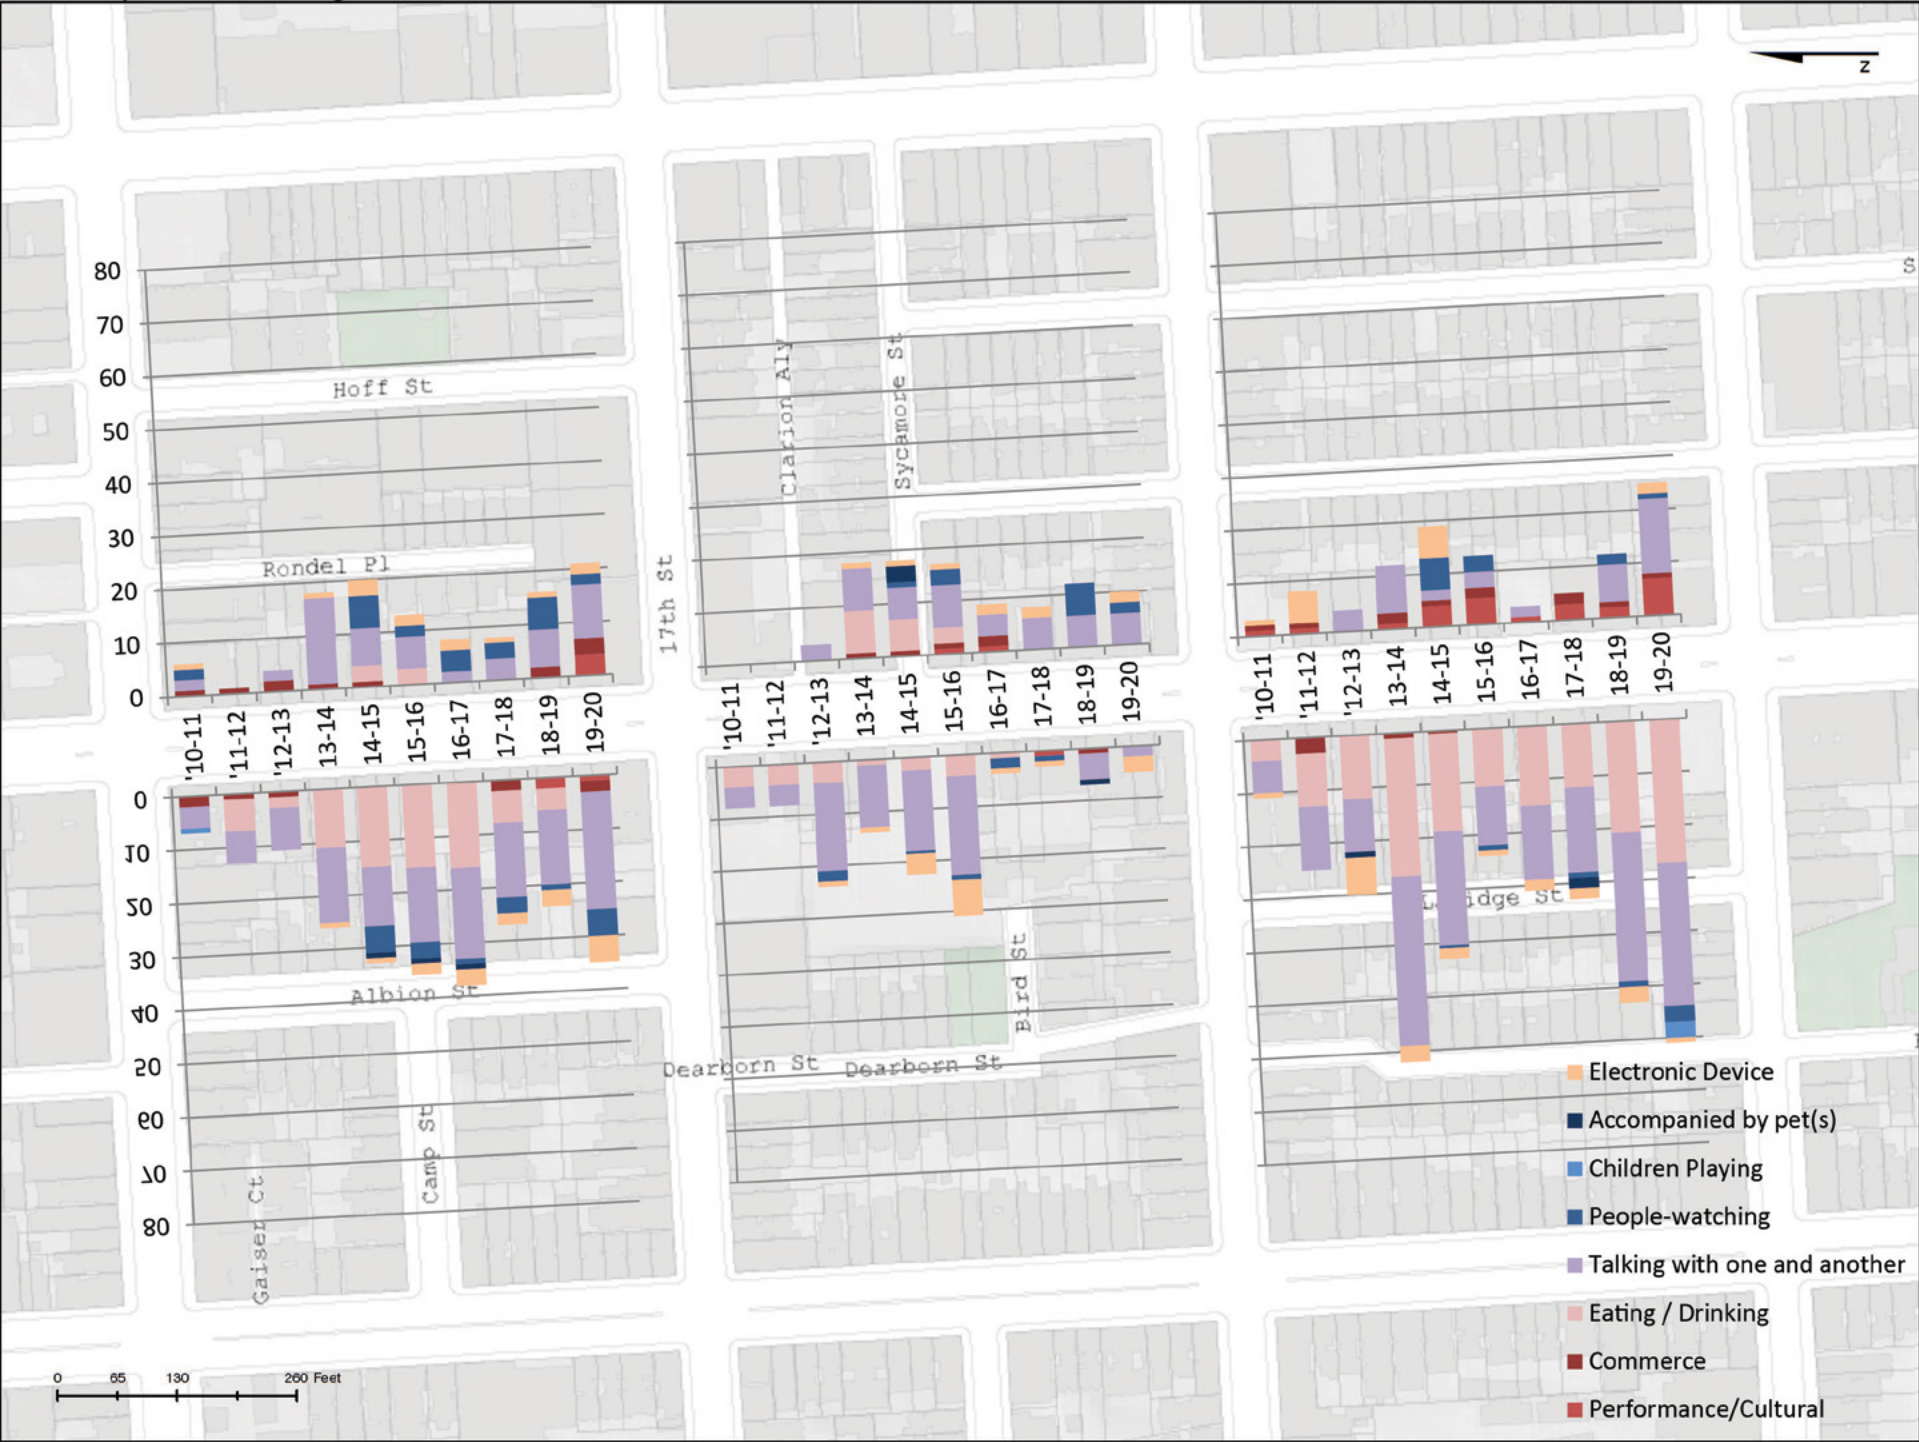 z
S
80
70
60
Hoff St
50
40
30
Rondel Pl
20
10
0
Clarion Aly
Sycamore St
17th St
'10-11
'11-12
'12-13
13-14
14-15
15-16
16-17
17-18
18-19
19-20
'10-11
'11-12
'12-13
13-14
14-15
15-16
16-17
17-18
18-19
19-20
'10-11
'11-12
'12-13
13-14
14-15
15-16
16-17
17-18
18-19
19-20
0
10
20
30
40
50
60
70
80
Albion St
Camp St
Gaiser Ct
Bird St
Dearborn St
Dearborn St
Electronic Device
Accompanied by pet(s)
Children Playing
People-watching
Talking with one and another
Eating / Drinking
Commerce
Performance/Cultural
0 65 130 260 Feet